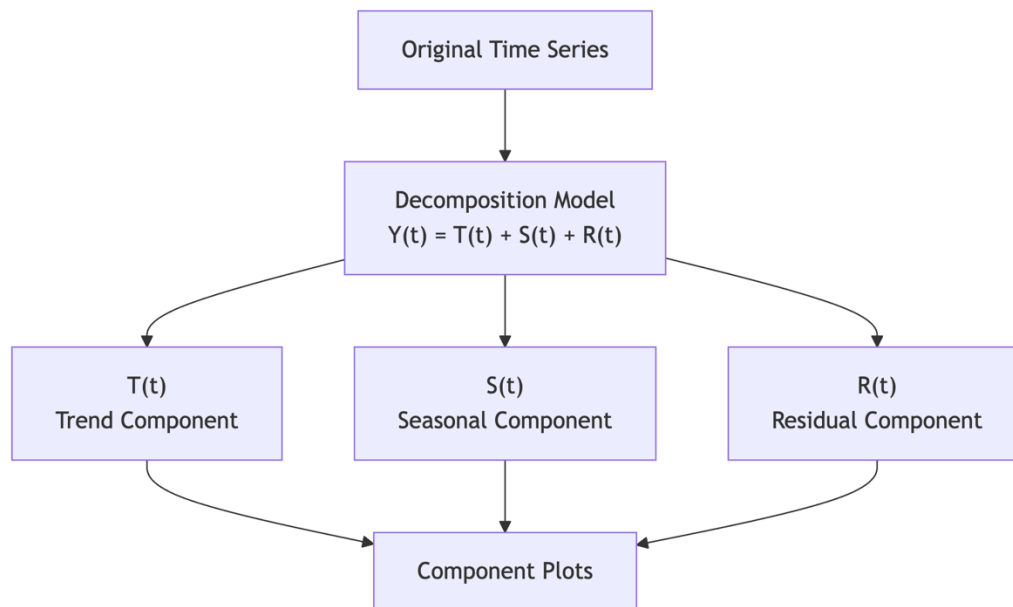 Original Time Series
Decomposition Model
Y(t) = T(t) + S(t) + R(t)
T(t)
Trend Component
S(t)
Seasonal Component
R(t)
Residual Component
Component Plots